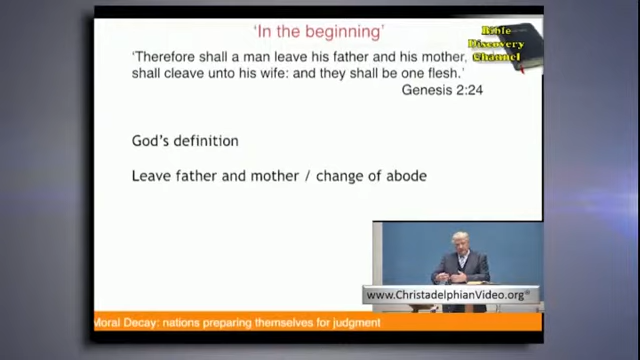 'In the beginning'
Bible
Discovery
Channel
'Therefore shall a man leave his father and his mother,
shall cleave unto his wife: and they shall be one flesh.'
Genesis 2:24
God's definition
Leave father and mother / change of abode
www.ChristadelphianVideo.org
Moral Decay: nations preparing themselves for judgment